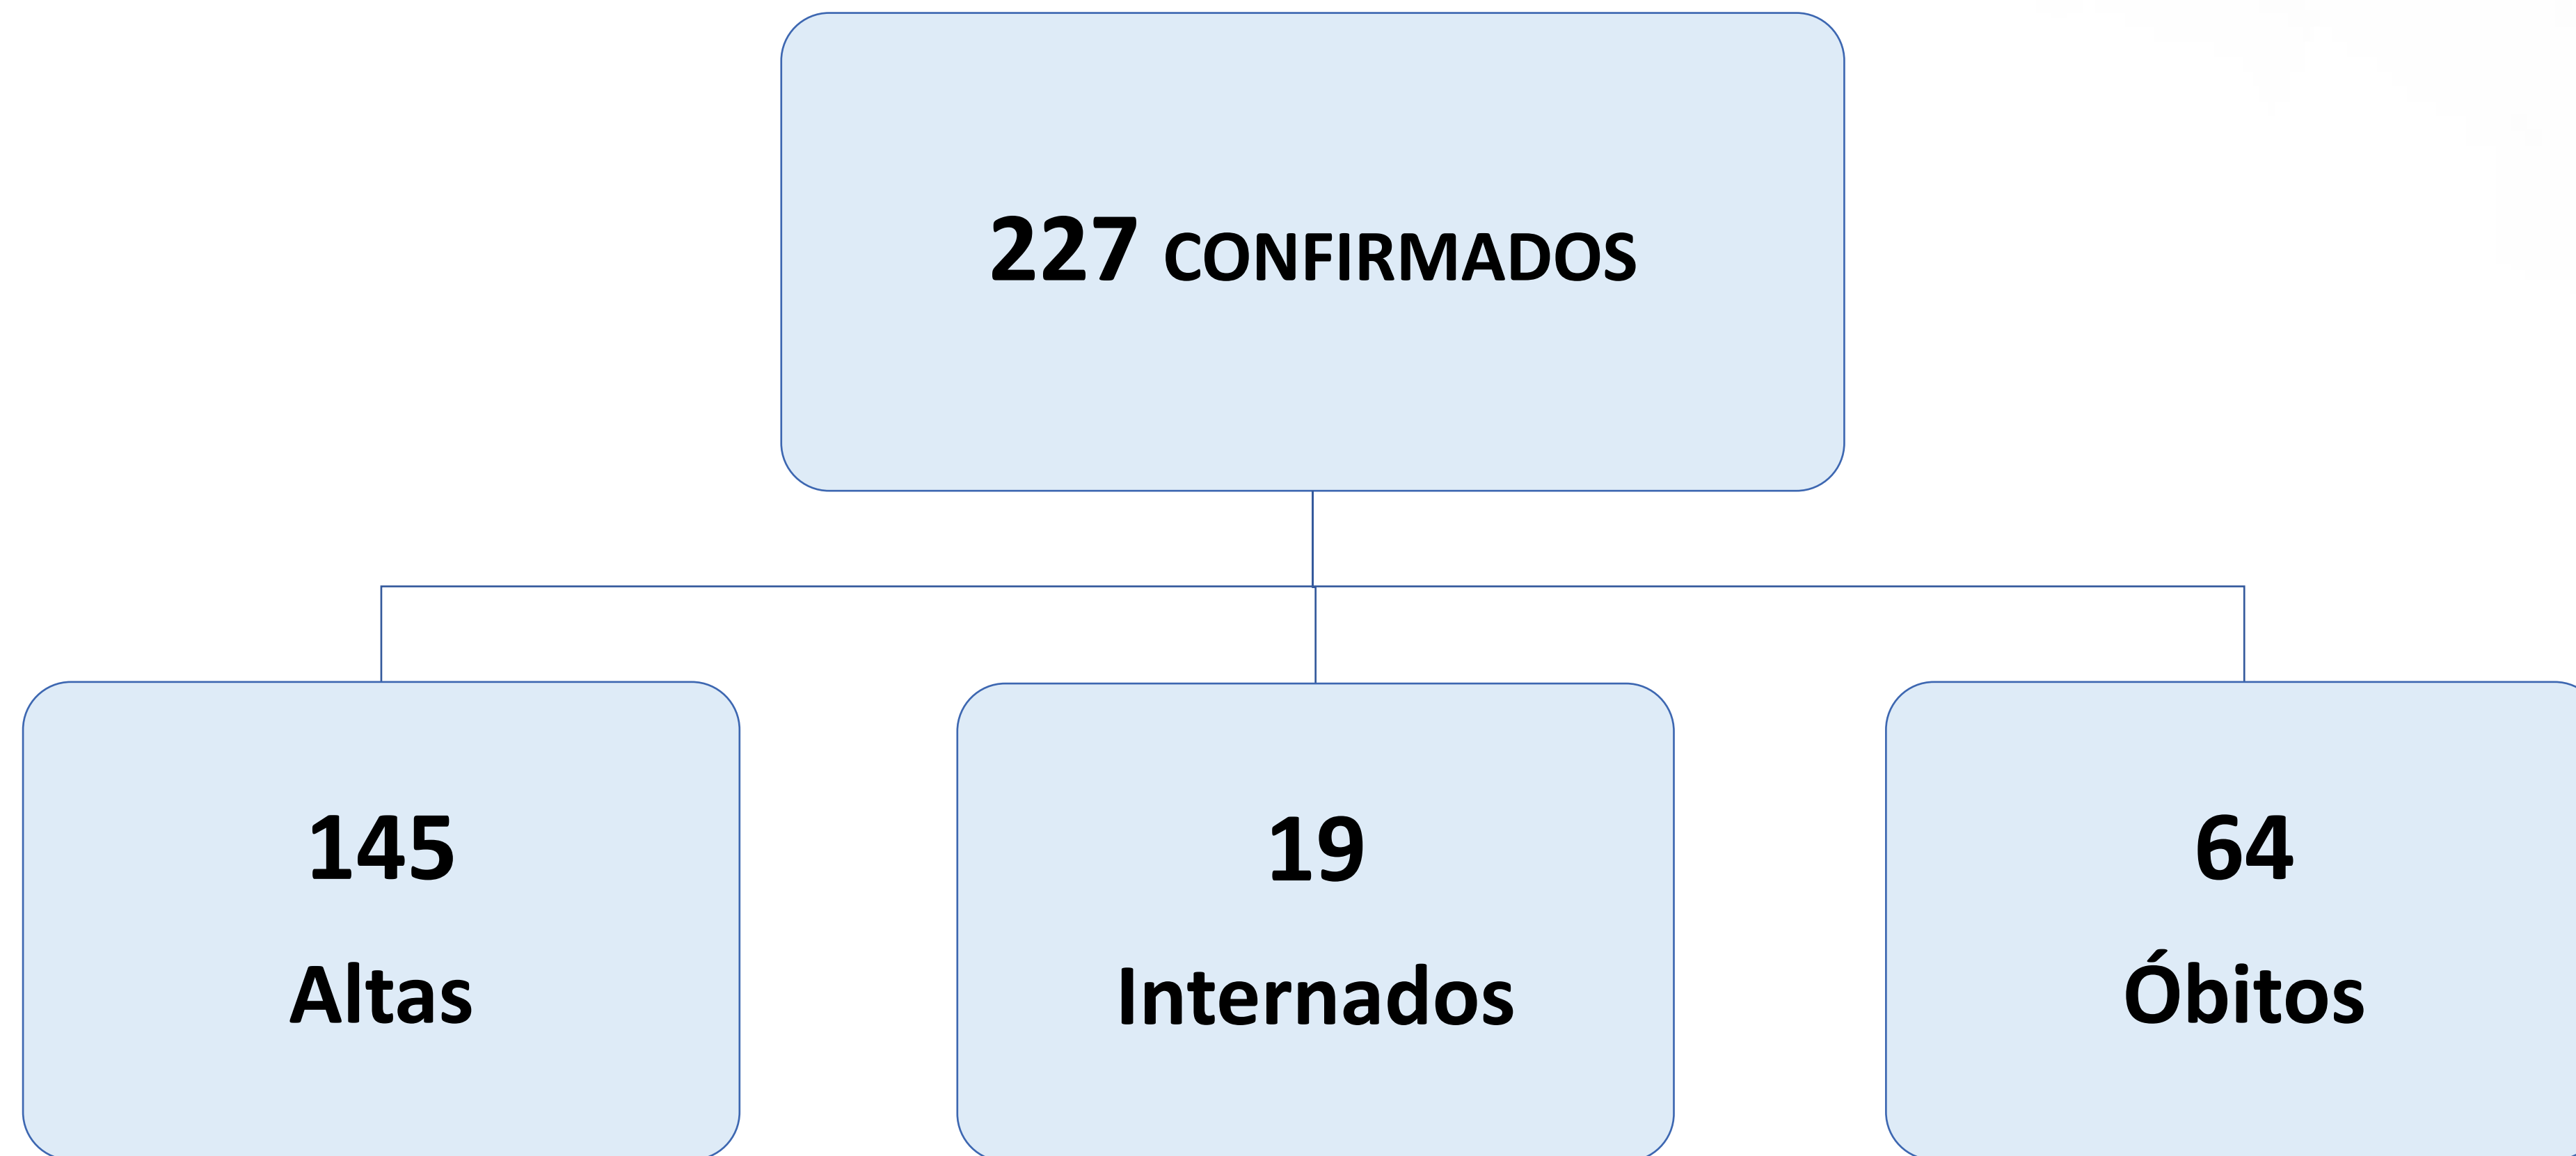 227 CONFIRMADOS
145
Altas
19
Internados
64
Óbitos